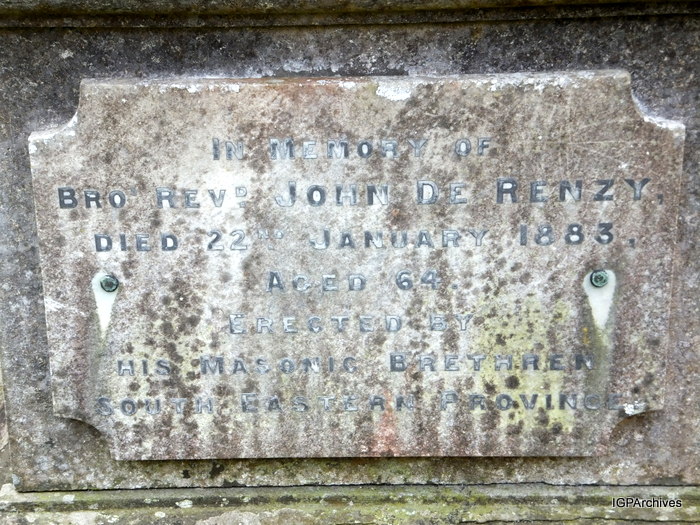 IN MEMORY OF
BRO. REVD JOHN DE RENZY,
DIED 22ND JANUARY 1883,
AGED 64.
ERECTED BY
HIS MASONIC BRETHREN
SOUTH EASTERN PROVINCE.
IGPArchives